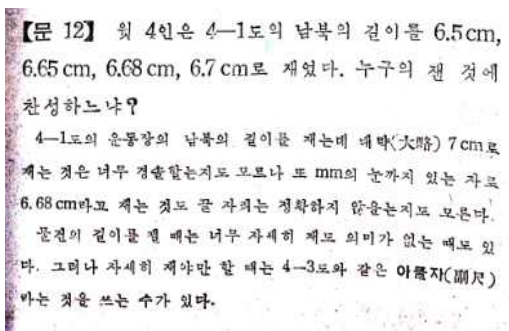 【문 12】 윗 4인은 4—1도의 남북의 길이를 6.5cm,
6.65cm, 6.68cm, 6.7cm로 재었다. 누구의 잰 것에
찬성하느냐?
4—1도의 운동장의 남북의 길이를 재는데 대략(大略) 7cm로
재는 것은 너무 경솔할는지도 모르나 또 mm의 눈까지 있는 자로
6.68cm라고 재는 것도 끝 자리는 정확하지 않을는지도 모른다.
물건의 길이를 잴 때는 너무 자세히 재도 의미가 없는 때도 있
다. 그러나 자세히 재야만 할 때는 4—3도와 같은 아들자(副尺)
라는 것을 쓰는 수가 있다.